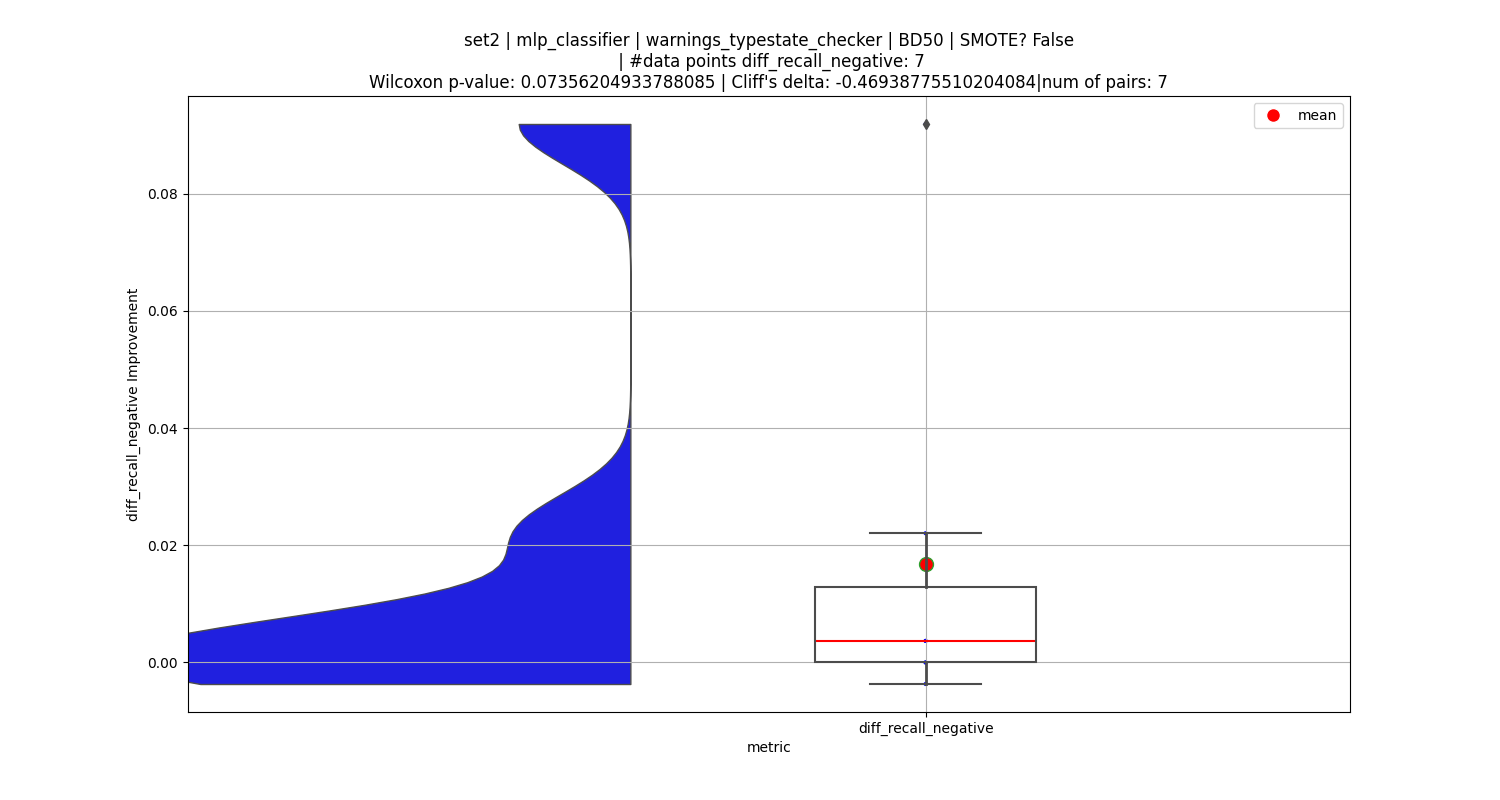 set2 | mlp_classifier | warnings_typestate_checker | BD50 | SMOTE? False
| #data points diff_recall_negative: 7
Wilcoxon p-value: 0.07356204933788085 | Cliff's delta: -0.46938775510204084|num of pairs: 7
mean
0.08
0.06
0.04
0.02
0.00
diff_recall_negative Improvement
diff_recall_negative
metric